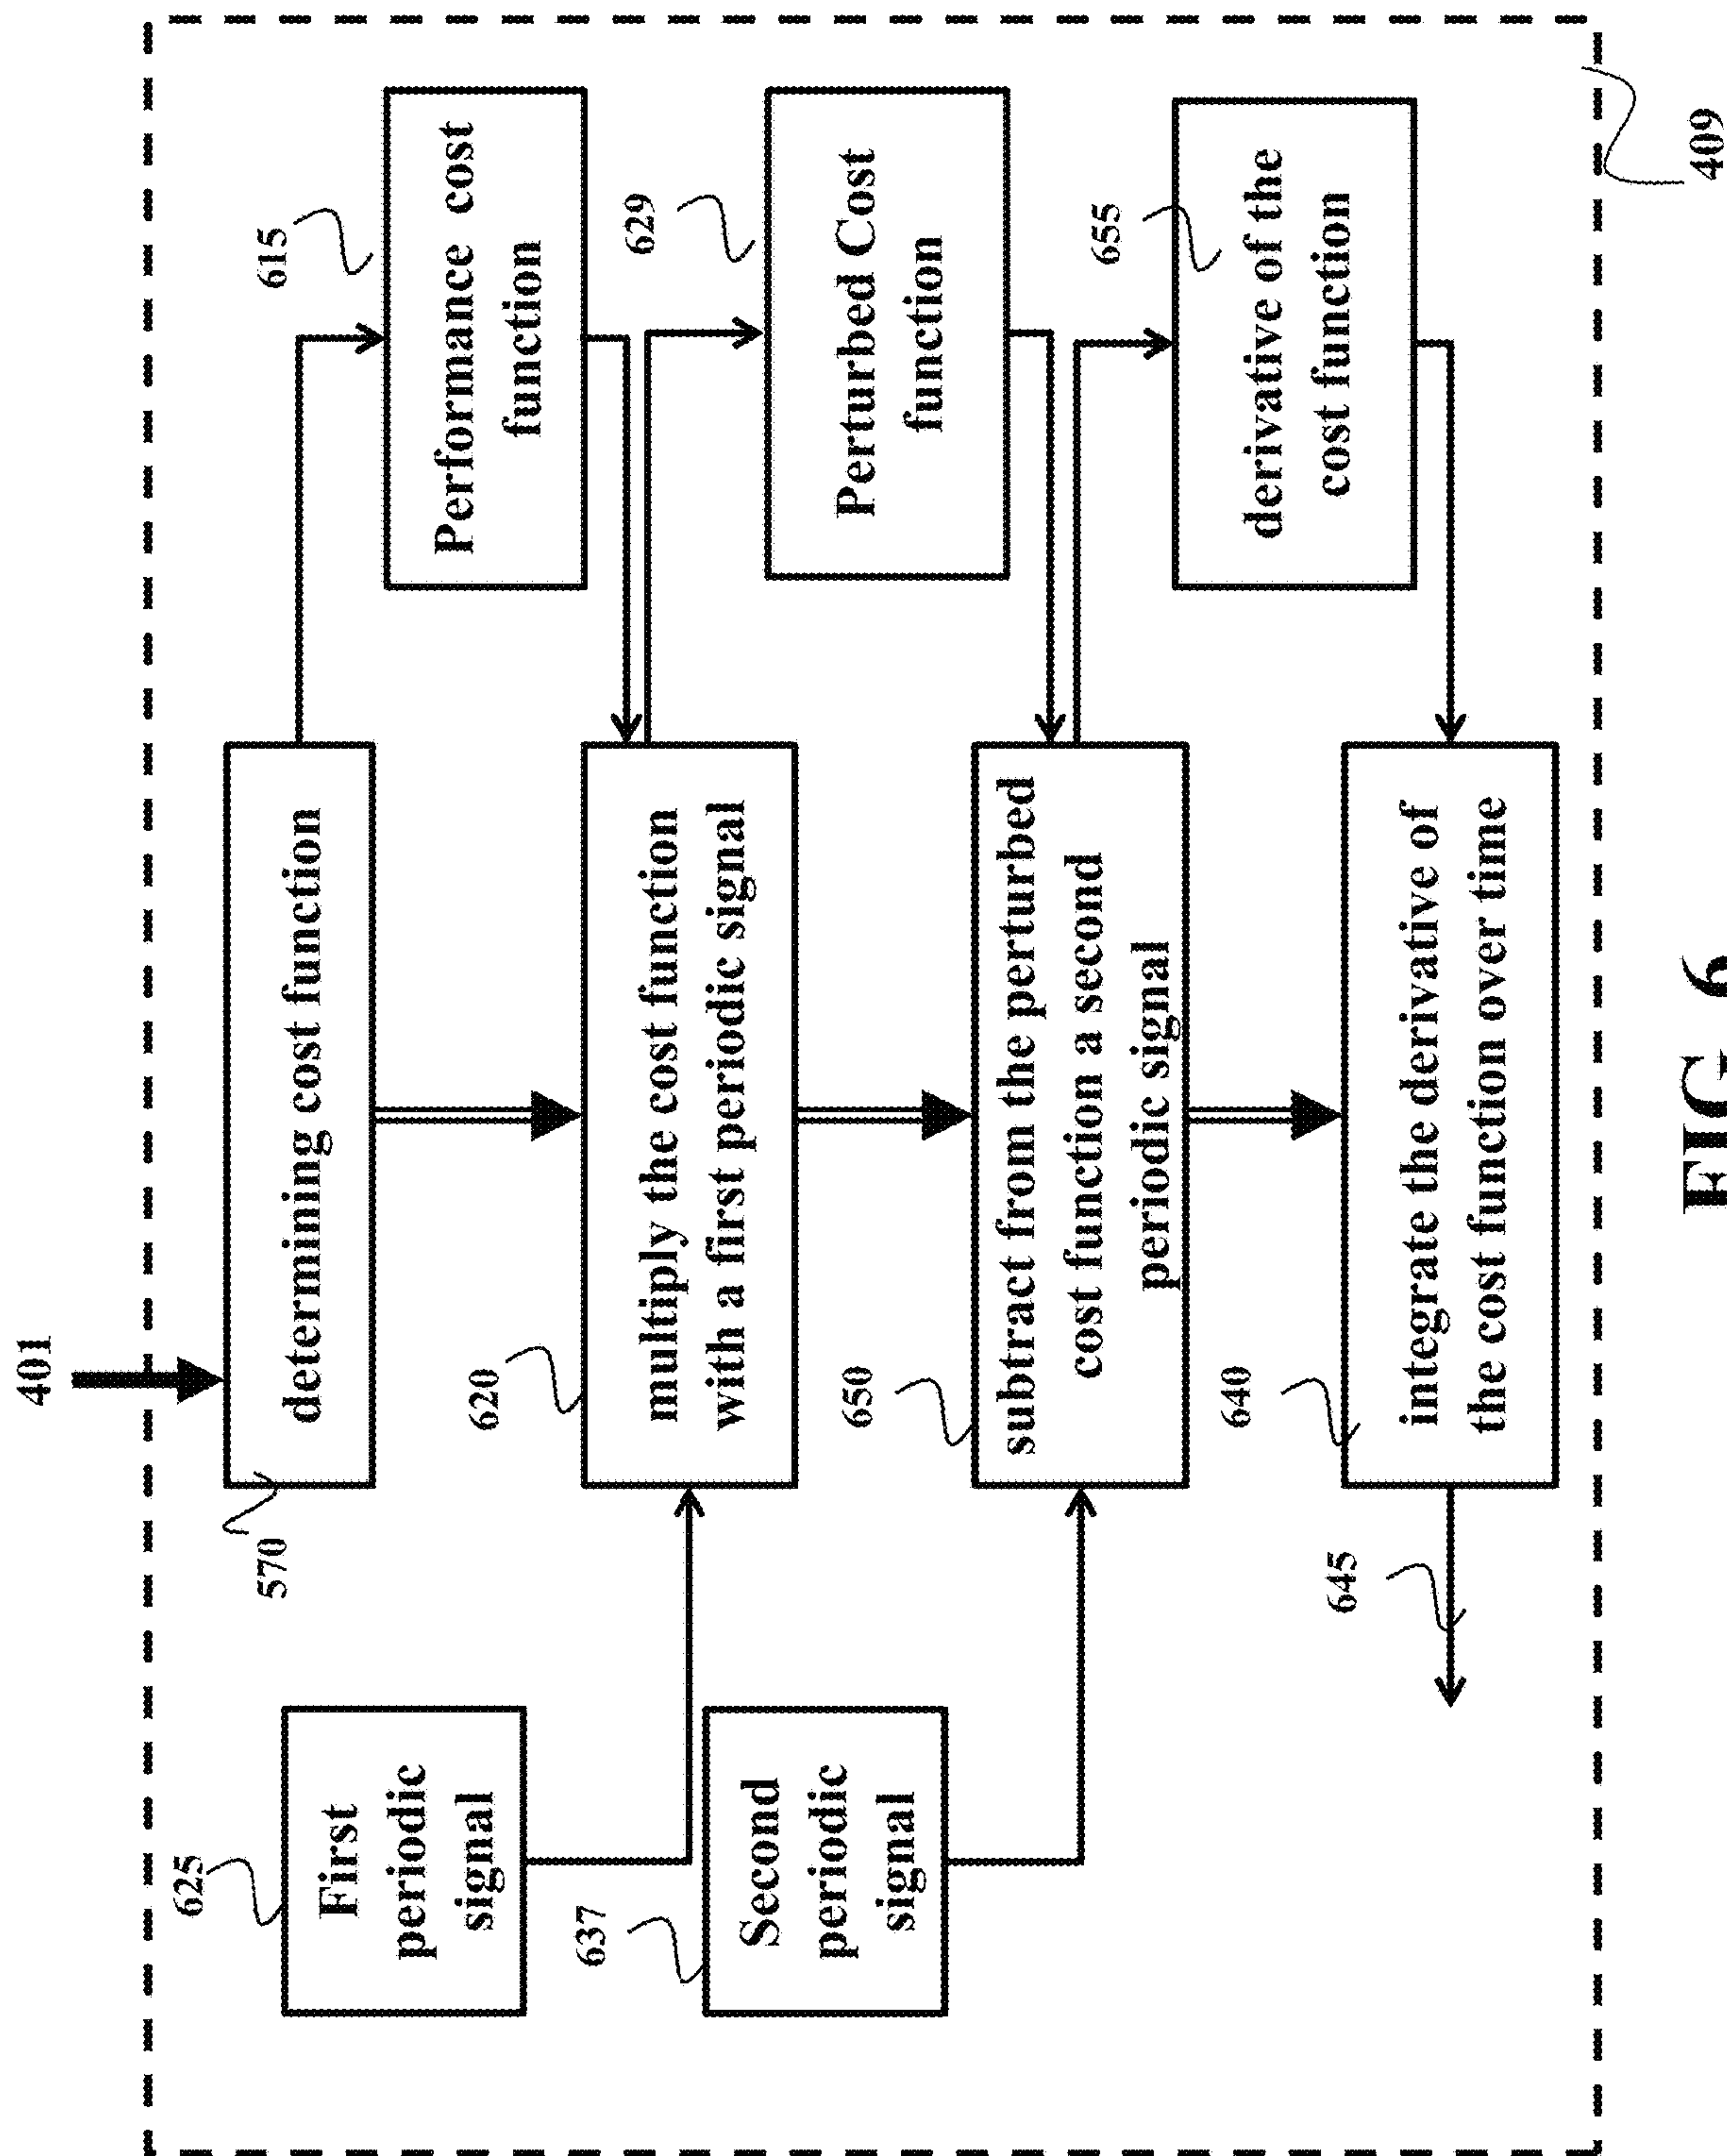 401
570
determining cost function
615
Performance cost
function
625
First
periodic
signal
620
multiply the cost function
with a first periodic signal
629
Perturbed Cost
function
637
Second
periodic
signal
650
subtract from the perturbed
cost function a second
periodic signal
655
derivative of the
cost function
640
integrate the derivative of
the cost function over time
645
409
FIG 6